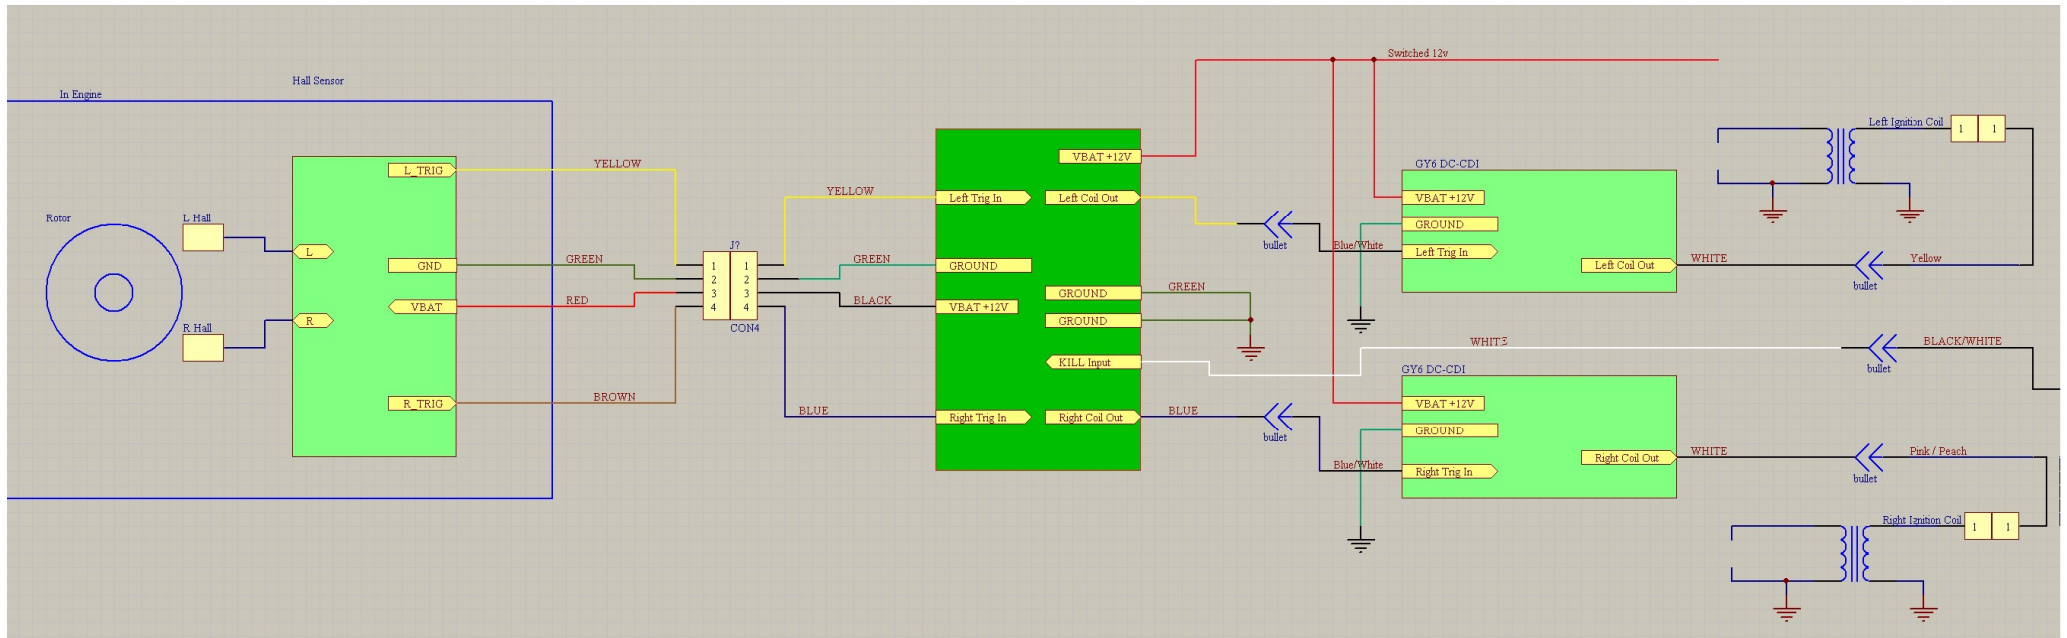 Switched 12v
Hall Sensor
In Engine
Left Ignition Coil
1 1
VBAT +12V
GY6 DC-CDI
L_TRIG
YELLOW
YELLOW
Left Trig In
Left Coil Out
VBAT +12V
Rotor
L Hall
GROUND
bullet
Blue/White
Left Trig In
L
J?
GND
GREEN
1 1
GREEN
GROUND
Left Coil Out
WHITE
Yellow
2 2
bullet
GROUND
GREEN
VBAT
RED
3 3
BLACK
VBAT +12V
4 4
R
GROUND
R Hall
CON4
WHITE
BLACK/WHITE
KILL Input
bullet
GY6 DC-CDI
R_TRIG
BROWN
VBAT +12V
BLUE
Right Trig In
Right Coil Out
BLUE
GROUND
bullet
Right Coil Out
WHITE
Pink / Peach
Blue/White
Right Trig In
bullet
Right Ignition Coil
1 1